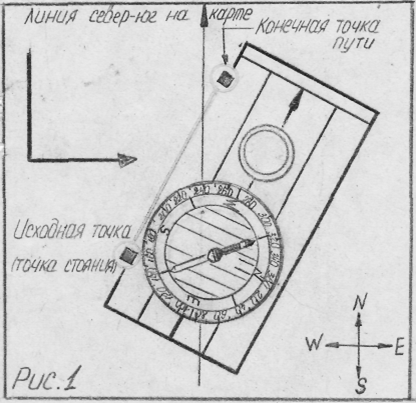 Линия север-юг на карте
Конечная точка
пути
Исходная точка
(точка стояния)
S
N
E
N
W E
S
Рис.1